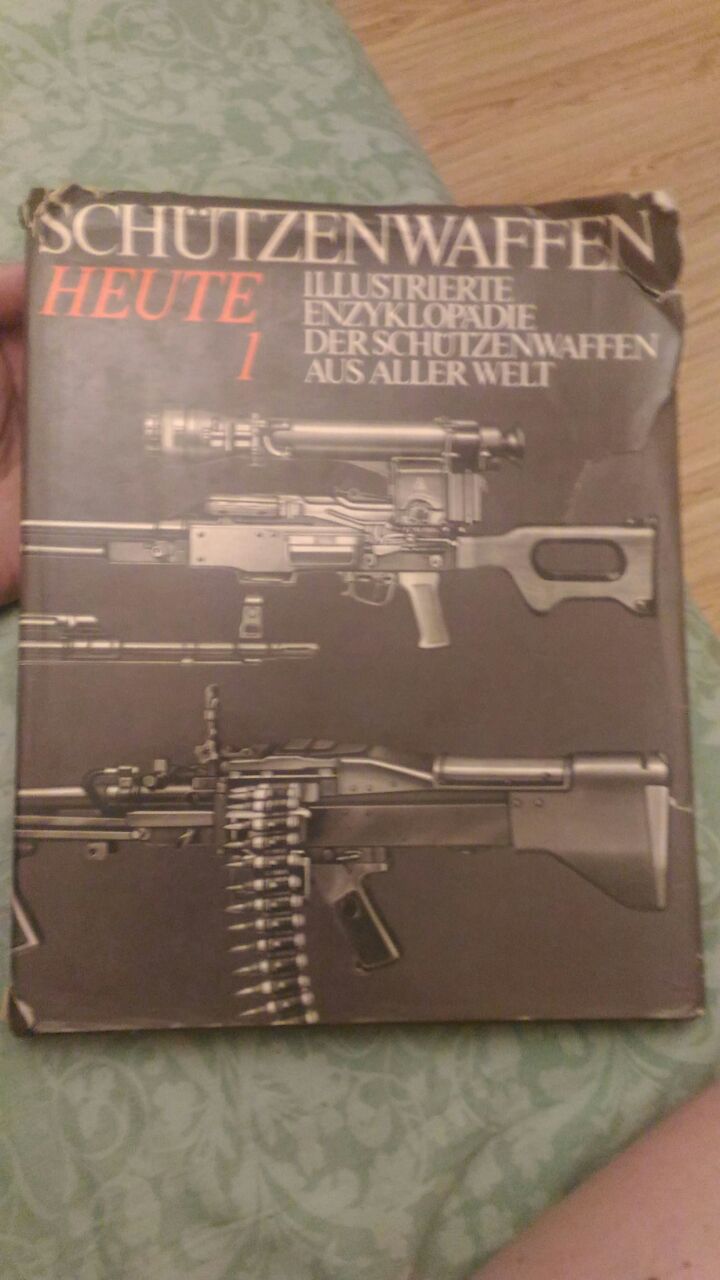 SCHÜTZENWAFFEN
HEUTE
1
ILLUSTRIERTE
ENZYKLOPÄDIE
DER SCHÜTZENWAFFEN
AUS ALLER WELT